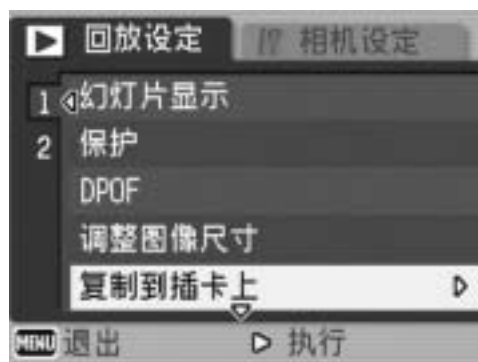 回放设定 相机设定
1 幻灯片显示
2 保护
DPOF
调整图像尺寸
复制到插卡上
MENU 退出 执行